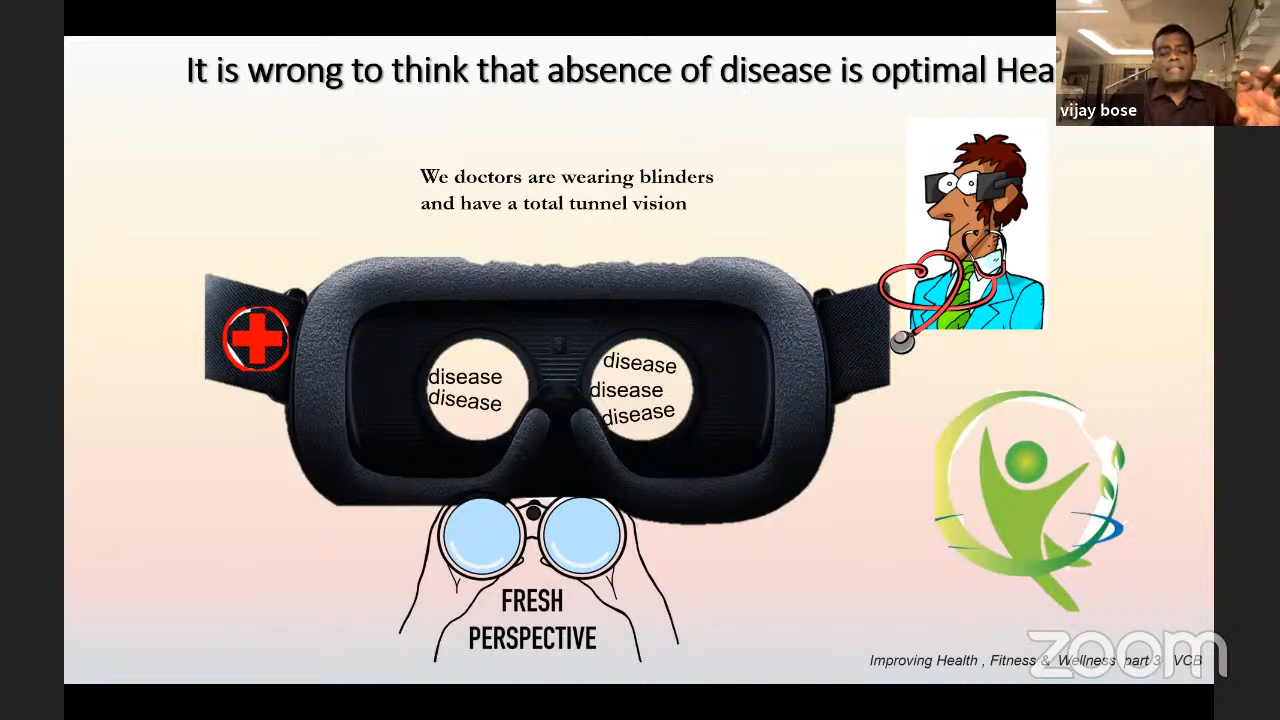 It is wrong to think that absence of disease is optimal Hea
vijay bose
We doctors are wearing blinders
and have a total tunnel vision
disease
disease
disease
disease
disease
FRESH
PERSPECTIVE
Improving Health , Fitness & Wellness part 3 VCB
zoom